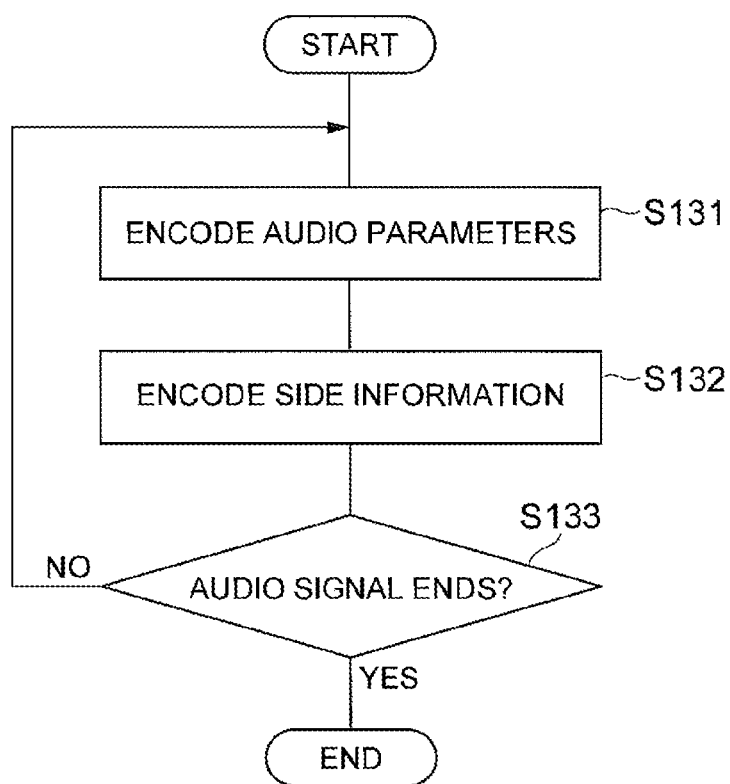 START
ENCODE AUDIO PARAMETERS
S131
ENCODE SIDE INFORMATION
S132
S133
AUDIO SIGNAL ENDS?
NO
YES
END